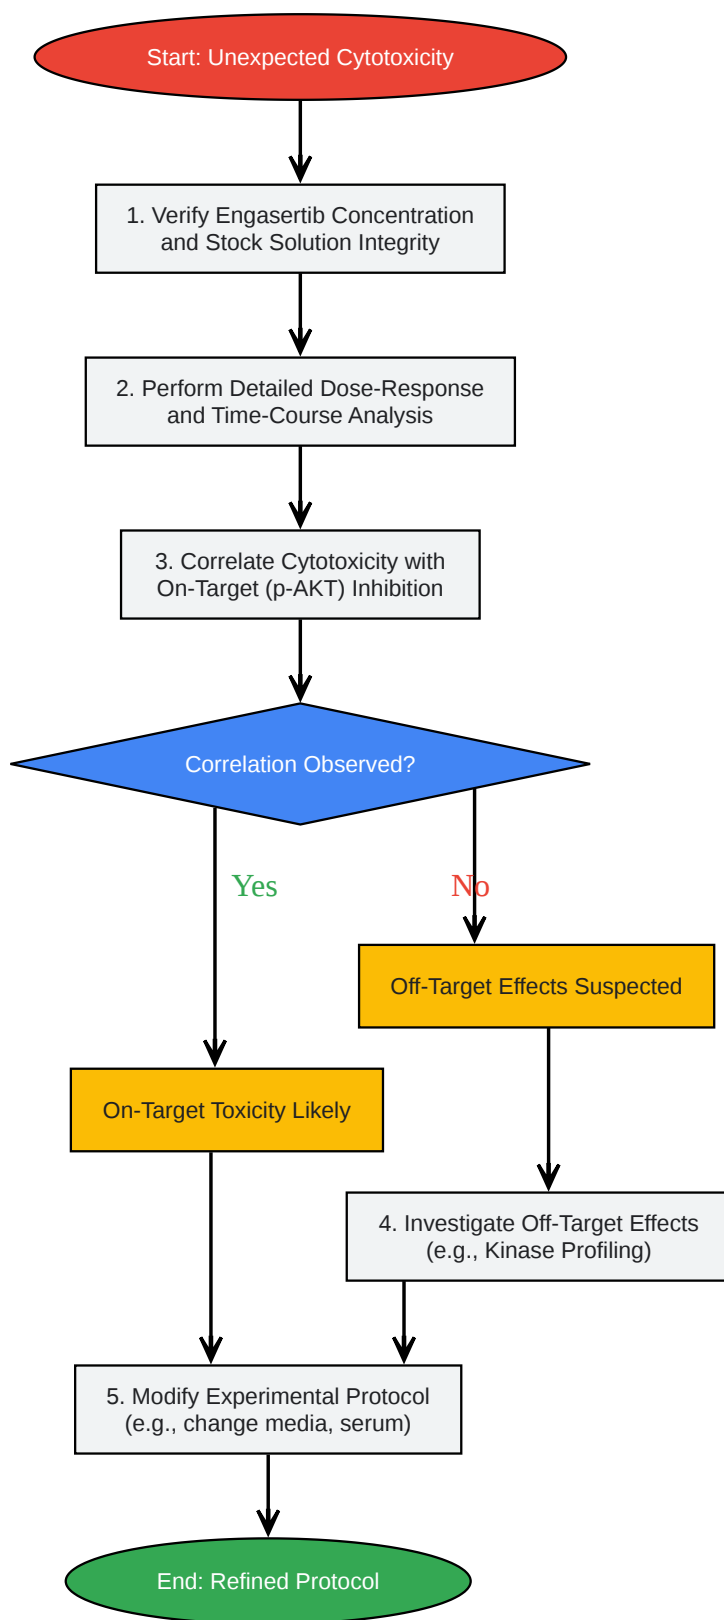 Start: Unexpected Cytotoxicity
1. Verify Engasertib Concentration
and Stock Solution Integrity
2. Perform Detailed Dose-Response
and Time-Course Analysis
3. Correlate Cytotoxicity with
On-Target (p-AKT) Inhibition
Correlation Observed?
Yes
No
Off-Target Effects Suspected
On-Target Toxicity Likely
4. Investigate Off-Target Effects
(e.g., Kinase Profiling)
5. Modify Experimental Protocol
(e.g., change media, serum)
End: Refined Protocol